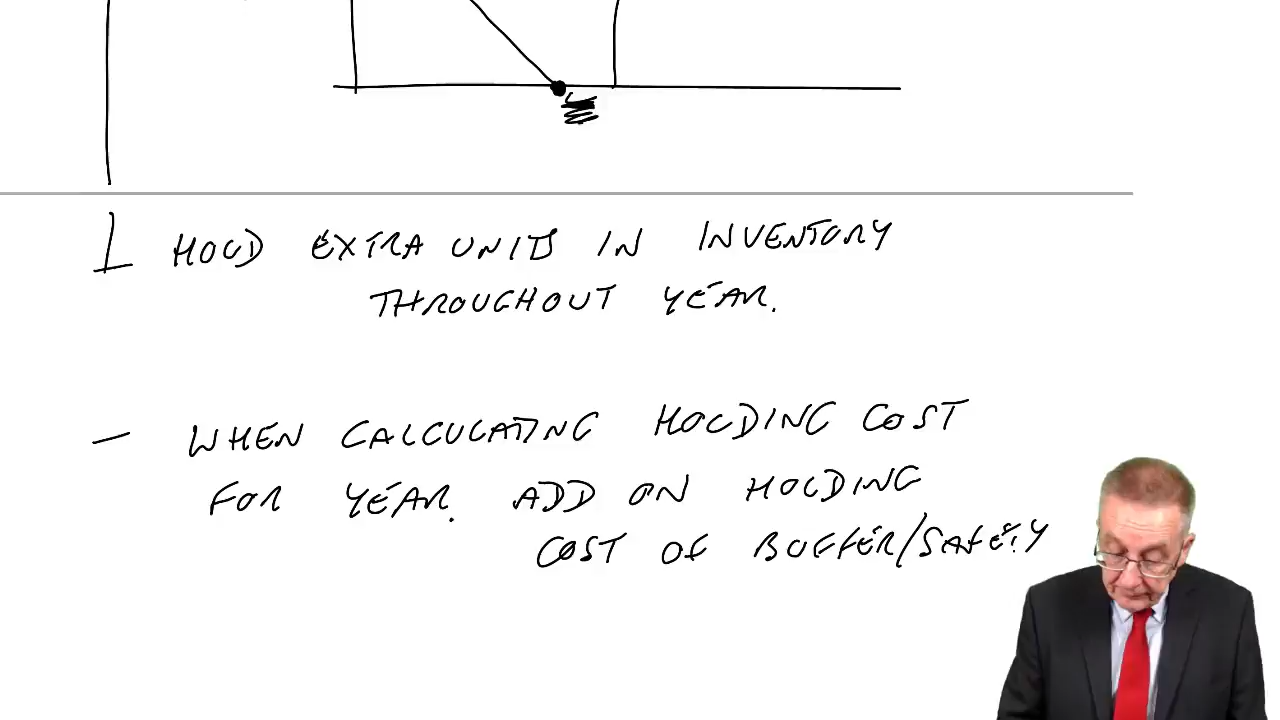 HOLD EXTRA UNITS IN INVENTORY
THROUGHOUT YEAR.
- WHEN CALCULATING HOLDING COST
FOR YEAR. ADD ON HOLDING
COST OF BUFFER/SAFETY